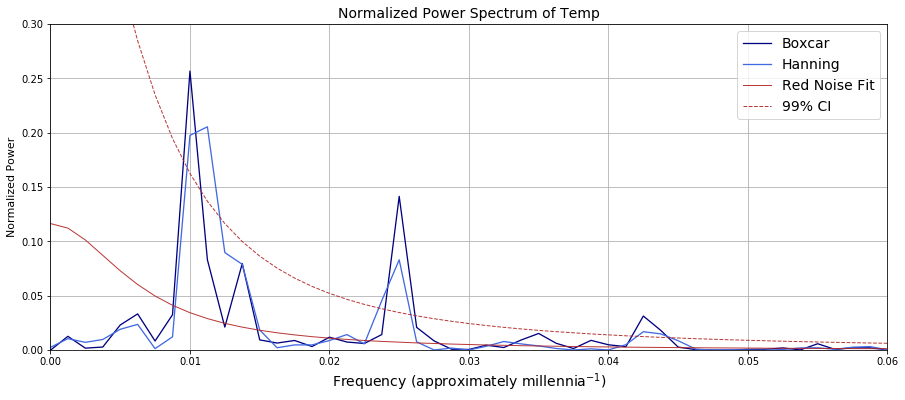 Normalized Power Spectrum of Temp
Normalized Power
0.30
0.25
0.20
0.15
0.10
0.05
0.00
Boxcar
Hanning
Red Noise Fit
99% CI
0.00 0.01 0.02 0.03 0.04 0.05 0.06
Frequency (approximately millennia⁻¹)